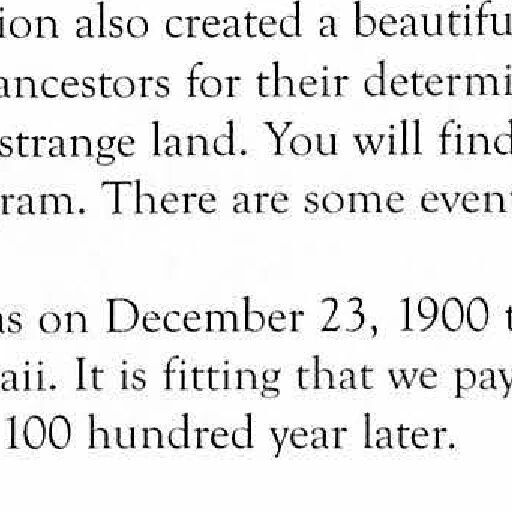 ion also created a beautifu
ancestors for their determi
strange land. You will find
ram. There are some even
as on December 23, 1900 t
aii. It is fitting that we pay
100 hundred year later.